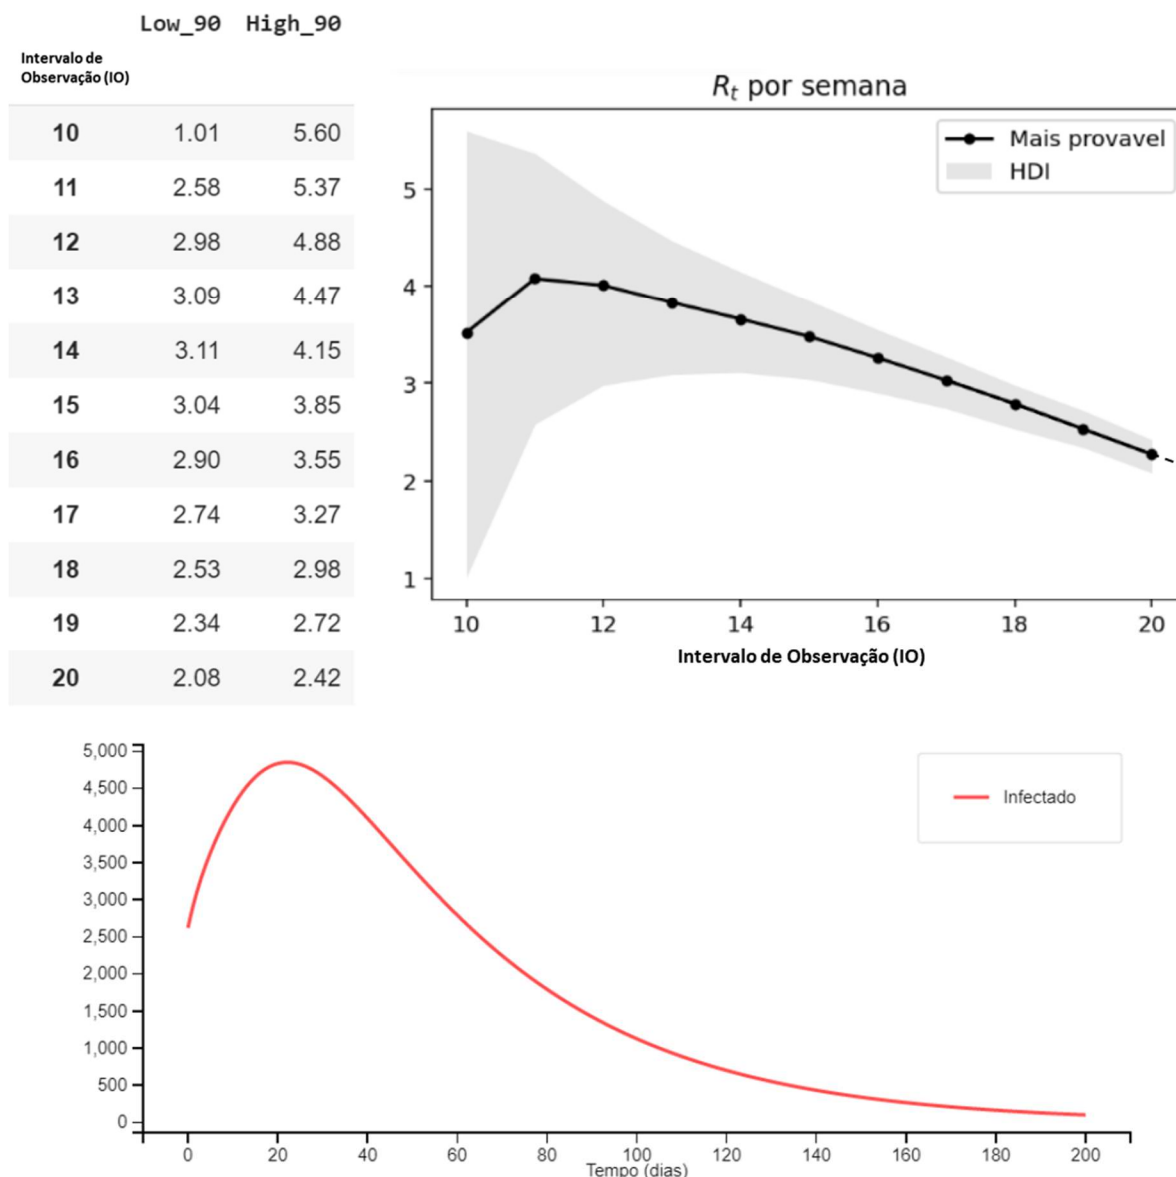 Low_90 High_90
Intervalo de
Observação (IO)
10 1.01 5.60
11 2.58 5.37
12 2.98 4.88
13 3.09 4.47
14 3.11 4.15
15 3.04 3.85
16 2.90 3.55
17 2.74 3.27
18 2.53 2.98
19 2.34 2.72
20 2.08 2.42
Rₜ por semana
Mais provavel
HDI
5
4
3
2
1
10 12 14 16 18 20
Intervalo de Observação (IO)
5,000
4,500
4,000
3,500
3,000
2,500
2,000
1,500
1,000
500
0
Infectado
0 20 40 60 80 100 120 140 160 180 200
Tempo (dias)